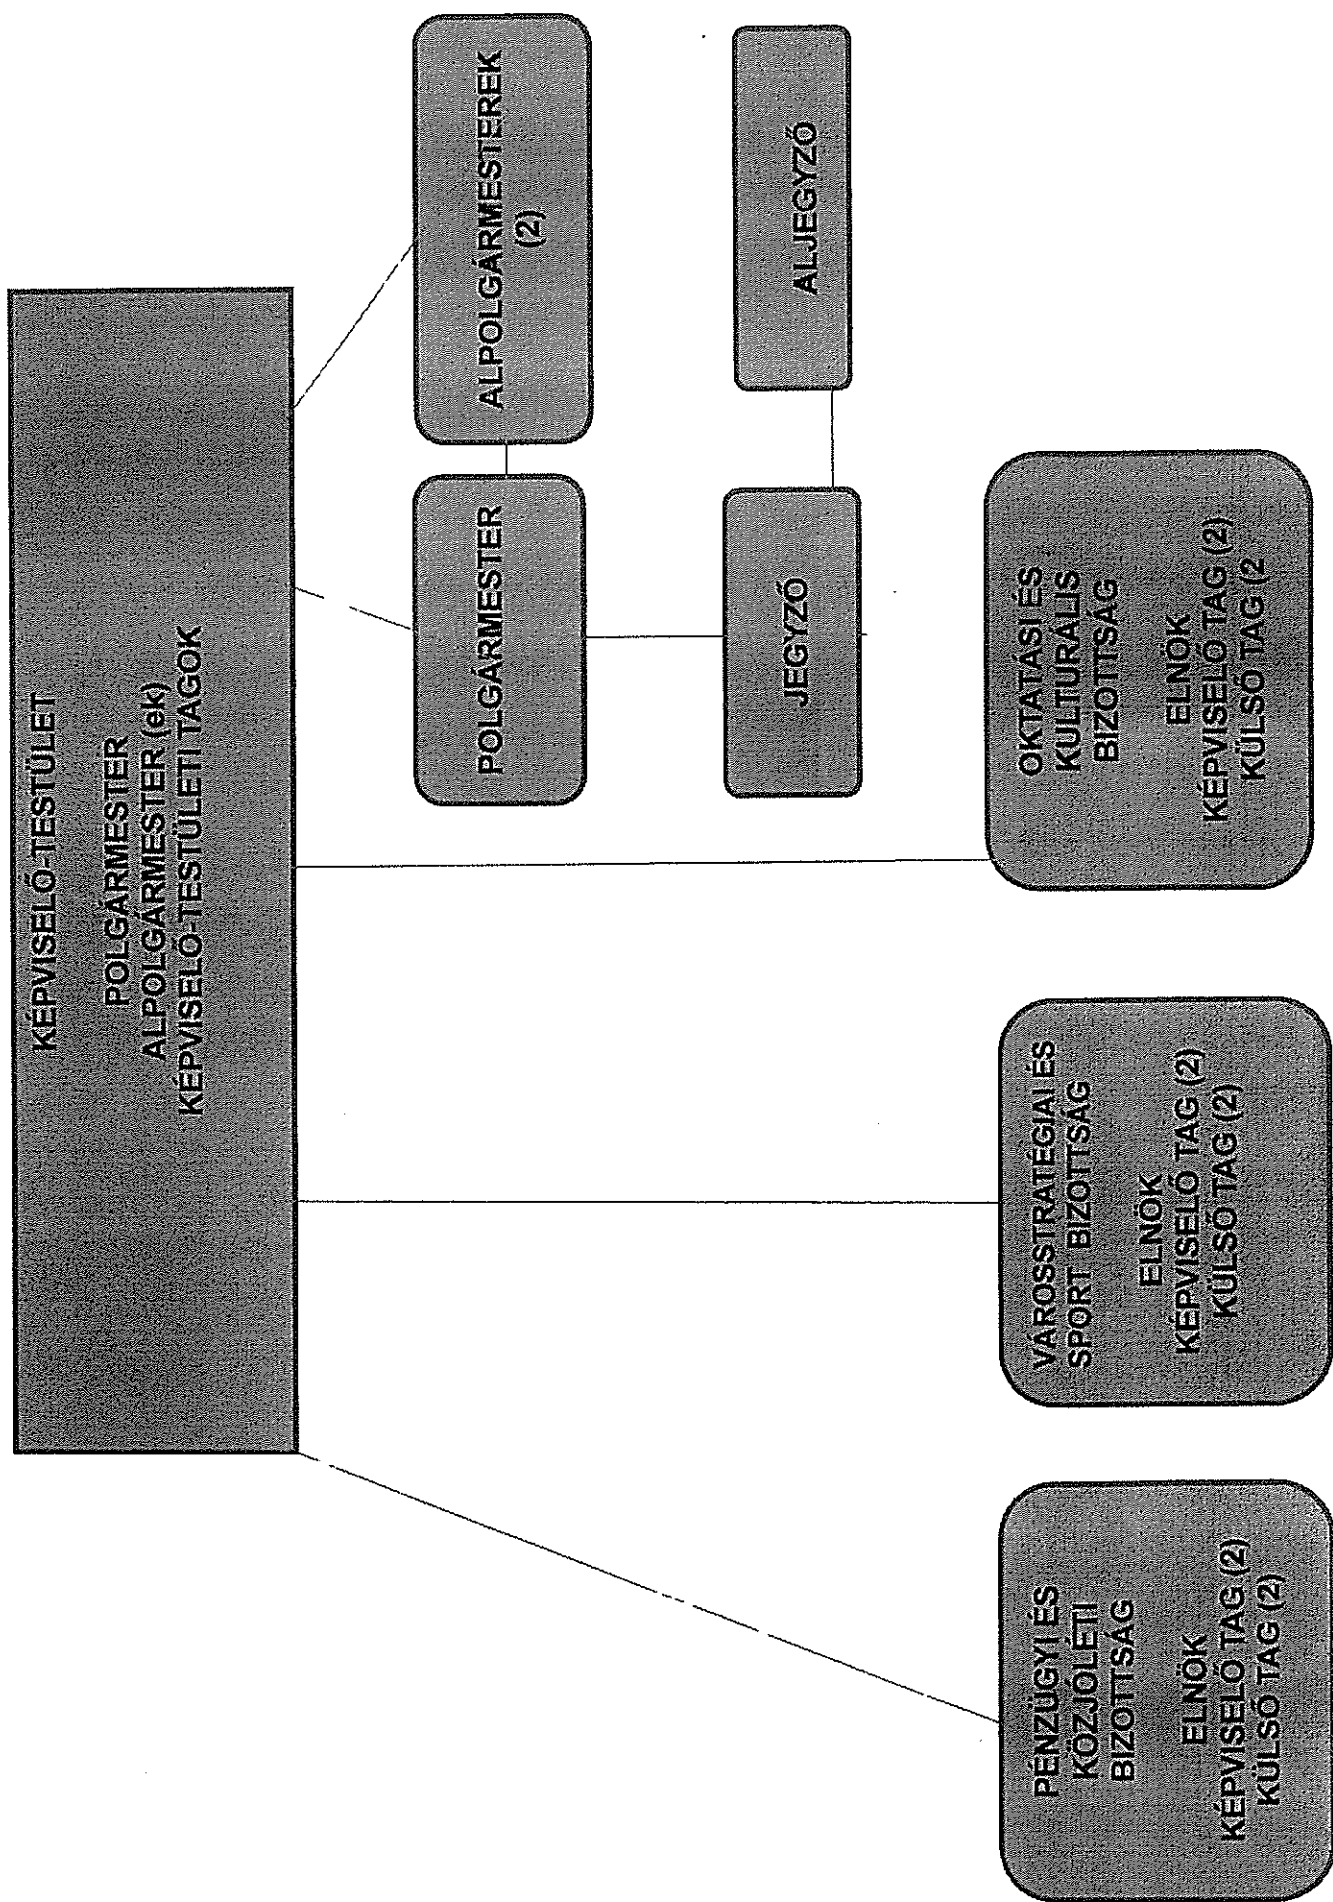 KÉPVISELŐ-TESTÜLET
POLGÁRMESTER
ALPOLGÁRMESTER (ek)
KÉPVISELŐ-TESTÜLETI TAGOK
POLGÁRMESTER
ALPOLGÁRMESTEREK
(2)
JEGYZŐ
ALJEGYZŐ
PÉNZÜGYI ÉS
KÖZJÓLÉTI
BIZOTTSÁG
ELNÖK
KÉPVISELŐ TAG (2)
KÜLSŐ TAG (2)
VÁROSSTRATÉGIAI ÉS
SPORT BIZOTTSÁG
ELNÖK
KÉPVISELŐ TAG (2)
KÜLSŐ TAG (2)
OKTATÁSI ÉS
KULTURÁLIS
BIZOTTSÁG
ELNÖK
KÉPVISELŐ TAG (2)
KÜLSŐ TAG (2